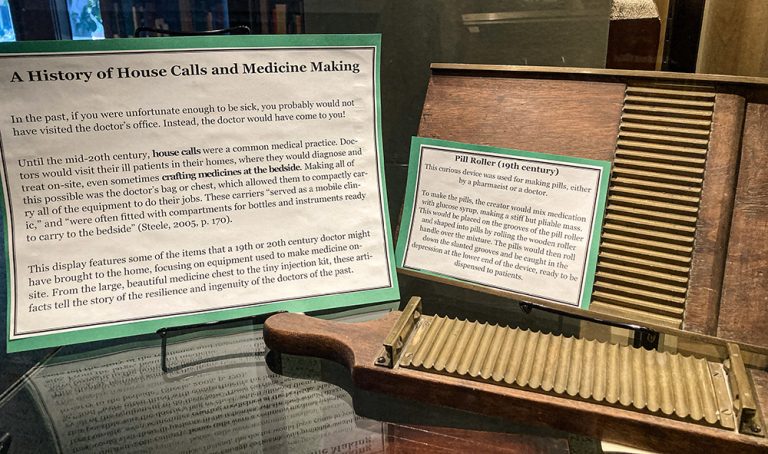 A History of House Calls and Medicine Making
In the past, if you were unfortunate enough to be sick, you probably would not
have visited the doctor's office. Instead, the doctor would have come to you!
Until the mid-20th century, house calls were a common medical practice. Doc-
tors would visit their ill patients in their homes, where they would diagnose and
treat on-site, even sometimes crafting medicines at the bedside. Making all of
this possible was the doctor's bag or chest, which allowed them to compactly car-
ry all of the equipment to do their jobs. These carriers "served as a mobile clin-
ic," and "were often fitted with compartments for bottles and instruments ready
to carry to the bedside" (Steele, 2005, p. 170).
This display features some of the items that a 19th or 20th century doctor might
have brought to the home, focusing on equipment used to make medicine on-
site. From the large, beautiful medicine chest to the tiny injection kit, these arti-
facts tell the story of the resilience and ingenuity of the doctors of the past.
Pill Roller (19th century)
This curious device was used for making pills, either
by a pharmacist or a doctor.
To make the pills, the creator would mix medication
with glucose syrup, making a stiff but pliable mass.
This would be placed on the grooves of the pill roller
and shaped into pills by rolling the wooden roller
handle over the mixture. The pills would then roll
down the slanted grooves and be caught in the
depression at the lower end of the device, ready to be
dispensed to patients.